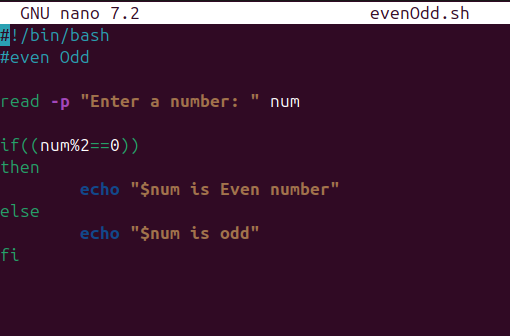 GNU nano 7.2 evenOdd.sh
#!/bin/bash
#even Odd
read -p "Enter a number: " num
if((num%2==0))
then
echo "$num is Even number"
else
echo "$num is odd"
fi